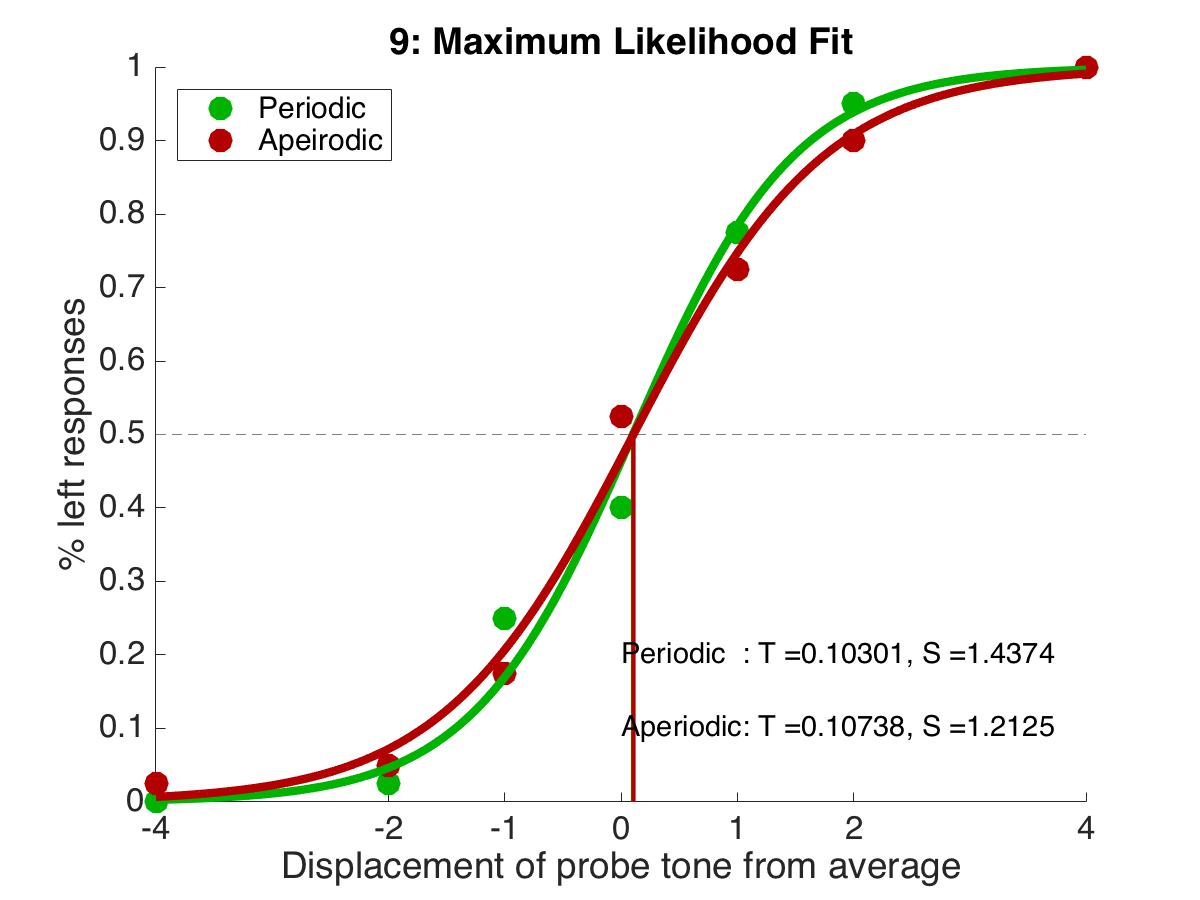 9: Maximum Likelihood Fit
1
Periodic
0.9
Apeirodic
0.8
0.7
0.6
0.5
0.4
0.3
0.2
Periodic : T =0.10301, S =1.4374
0.1
Aperiodic: T =0.10738, S =1.2125
0
% left responses
-4 -2 -1 0 1 2 4
Displacement of probe tone from average